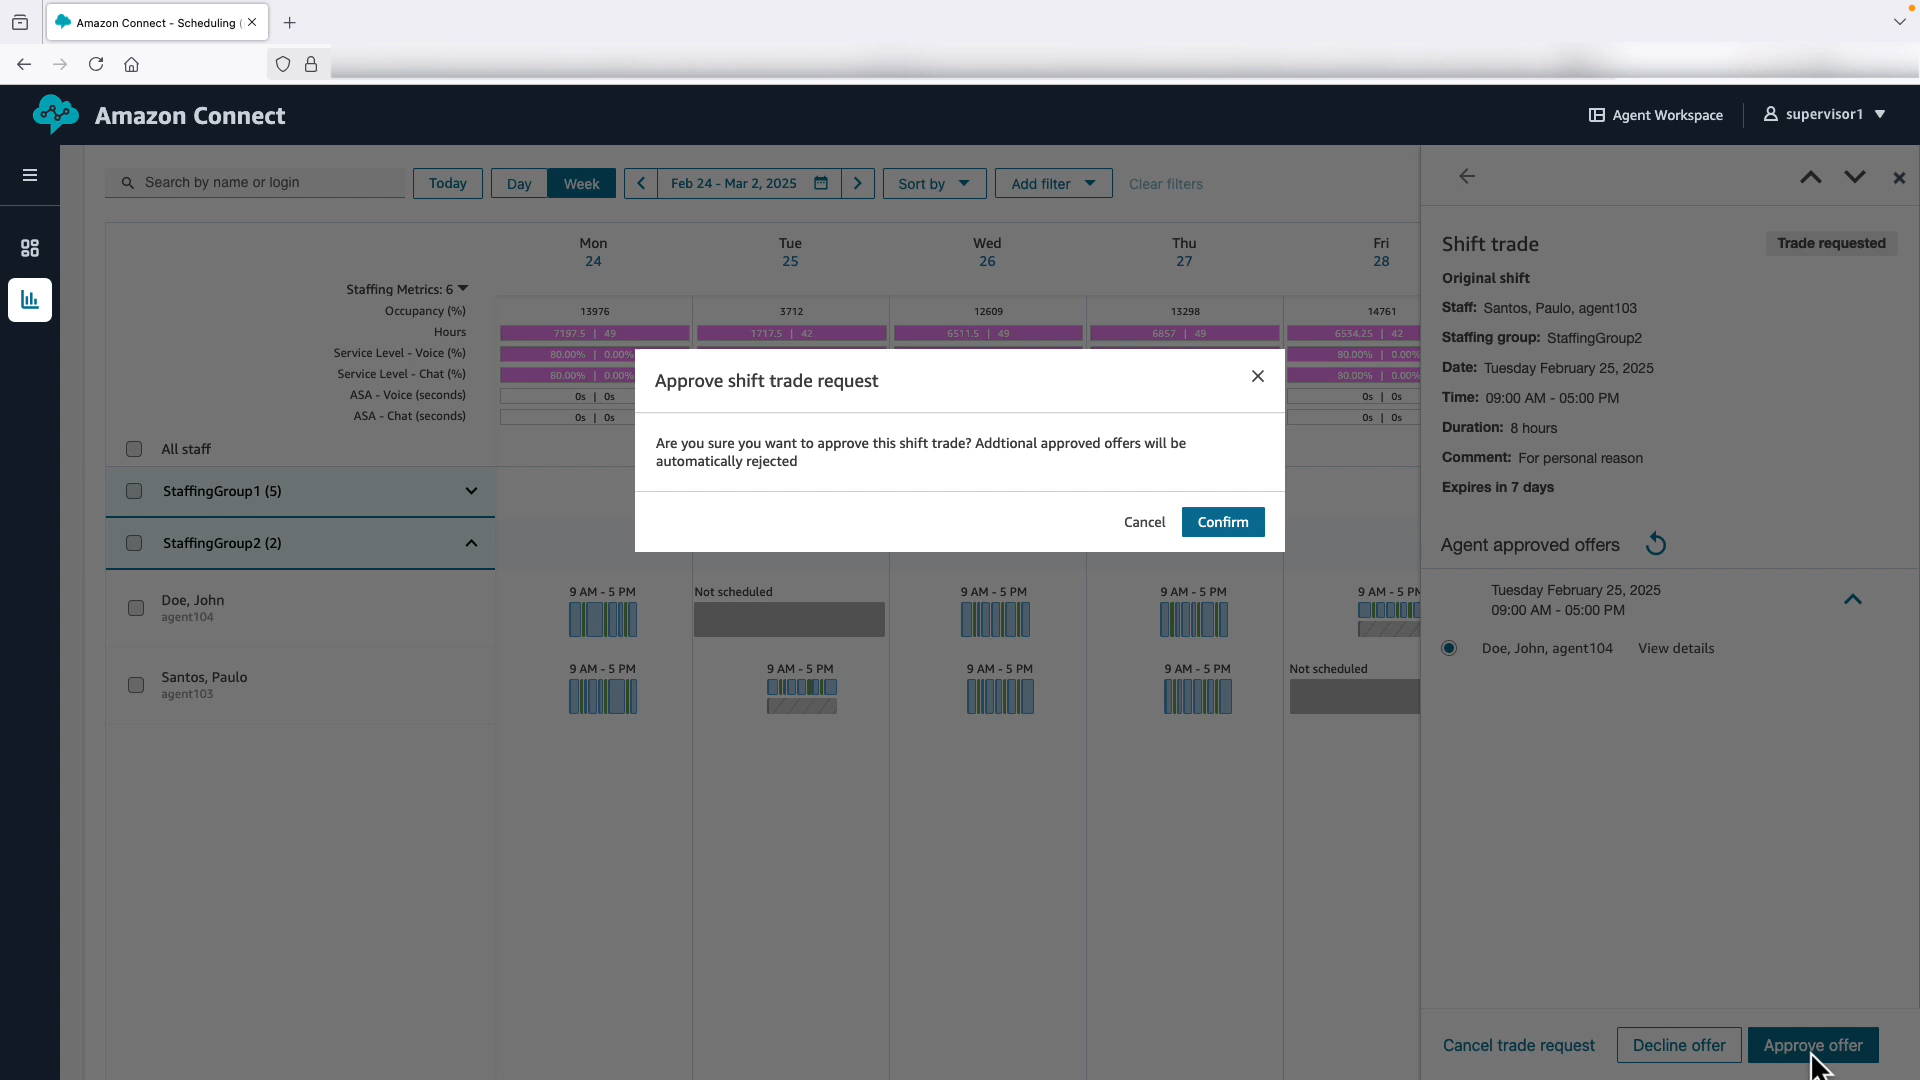 Amazon Connect - Scheduling (
Amazon Connect
Agent Workspace
supervisor1
Search by name or login
Today
Day
Week
Feb 24 - Mar 2, 2025
Sort by
Add filter
Clear filters
Mon Tue Wed Thu Fri
24 25 26 27 28
Staffing Metrics: 6
Occupancy (%) 13976 3712 12609 13298 14761
Hours 7197.5 | 49 1717.5 | 42 6511.5 | 49 6857 | 49 6534.25 | 42
Service Level - Voice (%) 80.00% | 0.00% 80.00% | 0.00%
Service Level - Chat (%) 80.00% | 0.00% 80.00% | 0.00%
ASA - Voice (seconds) 0s | 0s 0s | 0s
ASA - Chat (seconds) 0s | 0s 0s | 0s
All staff
StaffingGroup1 (5)
StaffingGroup2 (2)
Doe, John
agent104
9 AM - 5 PM Not scheduled 9 AM - 5 PM 9 AM - 5 PM 9 AM - 5 PM
Santos, Paulo
agent103
9 AM - 5 PM 9 AM - 5 PM 9 AM - 5 PM 9 AM - 5 PM Not scheduled
Approve shift trade request
Are you sure you want to approve this shift trade? Addtional approved offers will be
automatically rejected
Cancel
Confirm
Shift trade
Trade requested
Original shift
Staff: Santos, Paulo, agent103
Staffing group: StaffingGroup2
Date: Tuesday February 25, 2025
Time: 09:00 AM - 05:00 PM
Duration: 8 hours
Comment: For personal reason
Expires in 7 days
Agent approved offers
Tuesday February 25, 2025
09:00 AM - 05:00 PM
Doe, John, agent104 View details
Cancel trade request
Decline offer
Approve offer